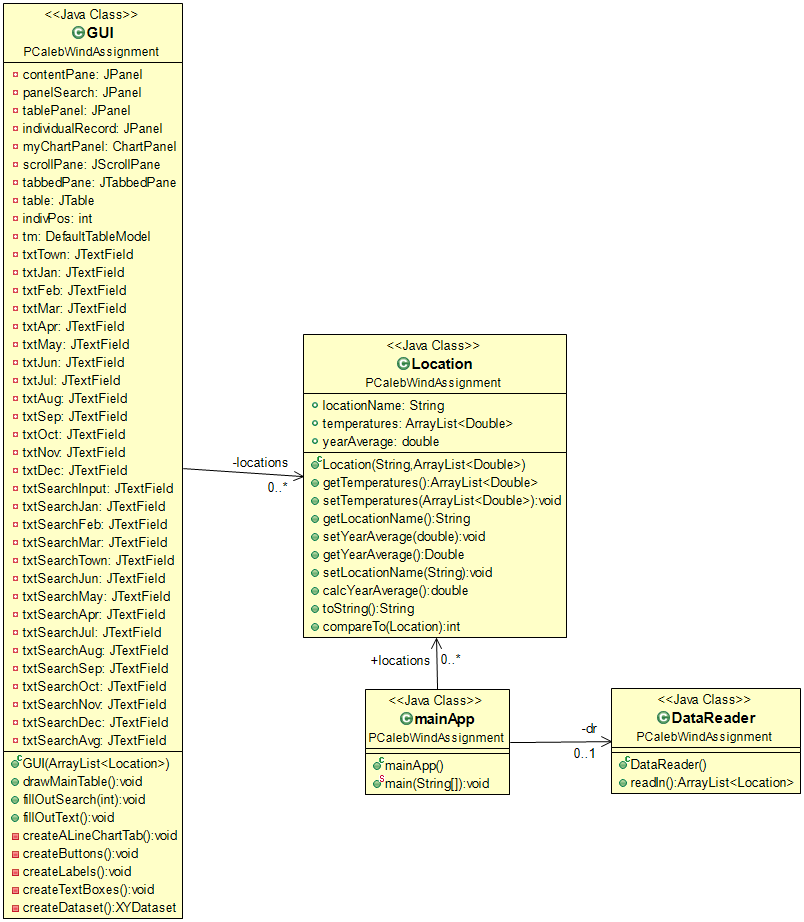 <<Java Class>>
GUI
PCalebWindAssignment
contentPane: JPanel
panelSearch: JPanel
tablePanel: JPanel
individualRecord: JPanel
myChartPanel: ChartPanel
scrollPane: JScrollPane
tabbedPane: JTabbedPane
table: JTable
indivPos: int
tm: DefaultTableModel
txtTown: JTextField
txtJan: JTextField
txtFeb: JTextField
txtMar: JTextField
txtApr: JTextField
txtMay: JTextField
txtJun: JTextField
txtJul: JTextField
txtAug: JTextField
txtSep: JTextField
txtOct: JTextField
txtNov: JTextField
txtDec: JTextField
txtSearchInput: JTextField
txtSearchJan: JTextField
txtSearchFeb: JTextField
txtSearchMar: JTextField
txtSearchTown: JTextField
txtSearchJun: JTextField
txtSearchMay: JTextField
txtSearchApr: JTextField
txtSearchJul: JTextField
txtSearchAug: JTextField
txtSearchSep: JTextField
txtSearchOct: JTextField
txtSearchNov: JTextField
txtSearchDec: JTextField
txtSearchAvg: JTextField
GUI(ArrayList<Location>)
drawMainTable():void
fillOutSearch(int):void
fillOutText():void
createALineChartTab():void
createButtons():void
createLabels():void
createTextBoxes():void
createDataset():XYDataset
-locations
0..*
<<Java Class>>
Location
PCalebWindAssignment
locationName: String
temperatures: ArrayList<Double>
yearAverage: double
Location(String,ArrayList<Double>)
getTemperatures():ArrayList<Double>
setTemperatures(ArrayList<Double>):void
getLocationName():String
setYearAverage(double):void
getYearAverage():Double
setLocationName(String):void
calcYearAverage():double
toString():String
compareTo(Location):int
+locations 0..*
<<Java Class>>
mainApp
PCalebWindAssignment
mainApp()
main(String[]):void
-dr
0..1
<<Java Class>>
DataReader
PCalebWindAssignment
DataReader()
readIn():ArrayList<Location>